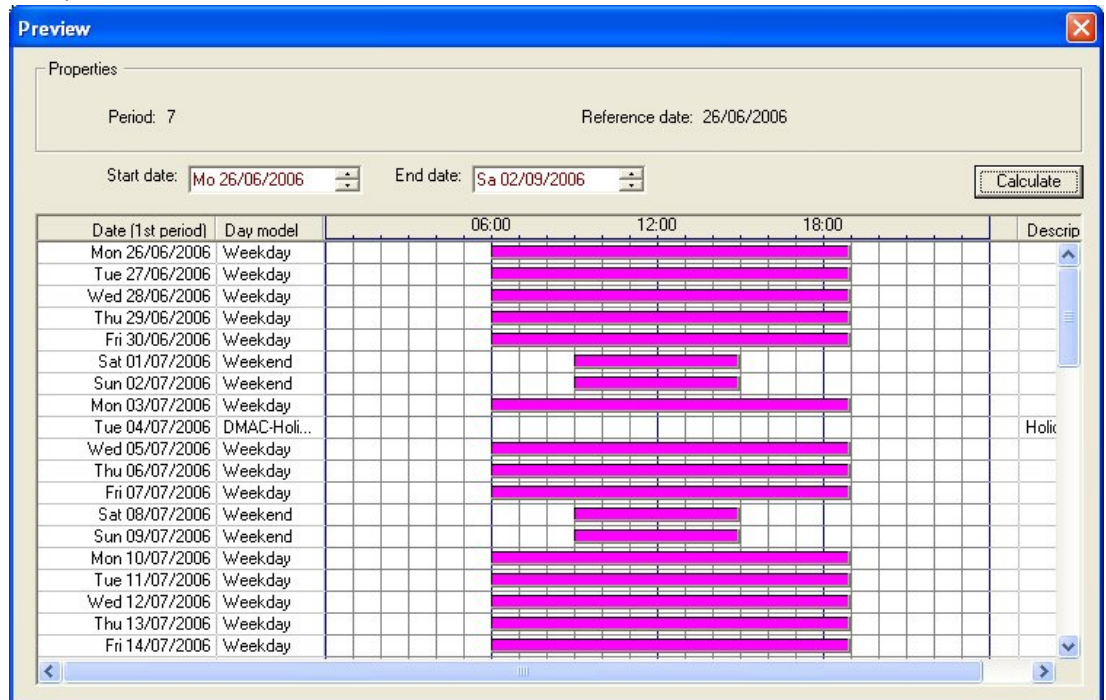 Preview
Properties
Period: 7 Reference date: 26/06/2006
Start date: Mo 26/06/2006 End date: Sa 02/09/2006 Calculate
Date (1st period) Day model 06:00 12:00 18:00 Descrip
Mon 26/06/2006 Weekday
Tue 27/06/2006 Weekday
Wed 28/06/2006 Weekday
Thu 29/06/2006 Weekday
Fri 30/06/2006 Weekday
Sat 01/07/2006 Weekend
Sun 02/07/2006 Weekend
Mon 03/07/2006 Weekday
Tue 04/07/2006 DMAC-Holi... Holic
Wed 05/07/2006 Weekday
Thu 06/07/2006 Weekday
Fri 07/07/2006 Weekday
Sat 08/07/2006 Weekend
Sun 09/07/2006 Weekend
Mon 10/07/2006 Weekday
Tue 11/07/2006 Weekday
Wed 12/07/2006 Weekday
Thu 13/07/2006 Weekday
Fri 14/07/2006 Weekday